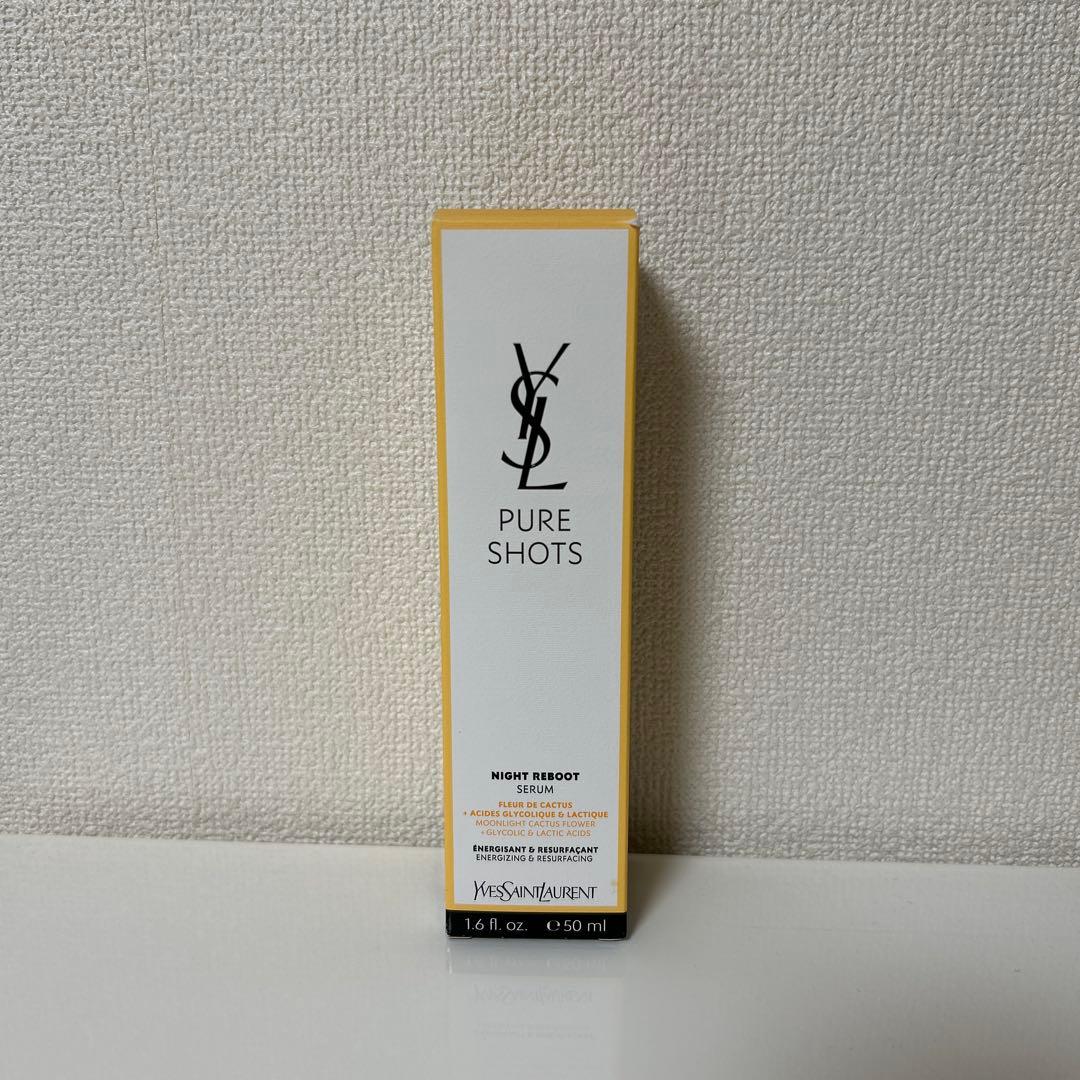 YSL
PURE
SHOTS
NIGHT REBOOT
SERUM
FLEUR DE CACTUS
+ ACIDES GLYCOLIQUE & LACTIQUE
MOONLIGHT CACTUS FLOWER
+GLYCOLIC & LACTIC ACIDS
ÉNERGISANT & RESURFAÇANT
ENERGIZING & RESURFACING
YVESSAINTLAURENT
1.6 fl. oz. ℮ 50 ml